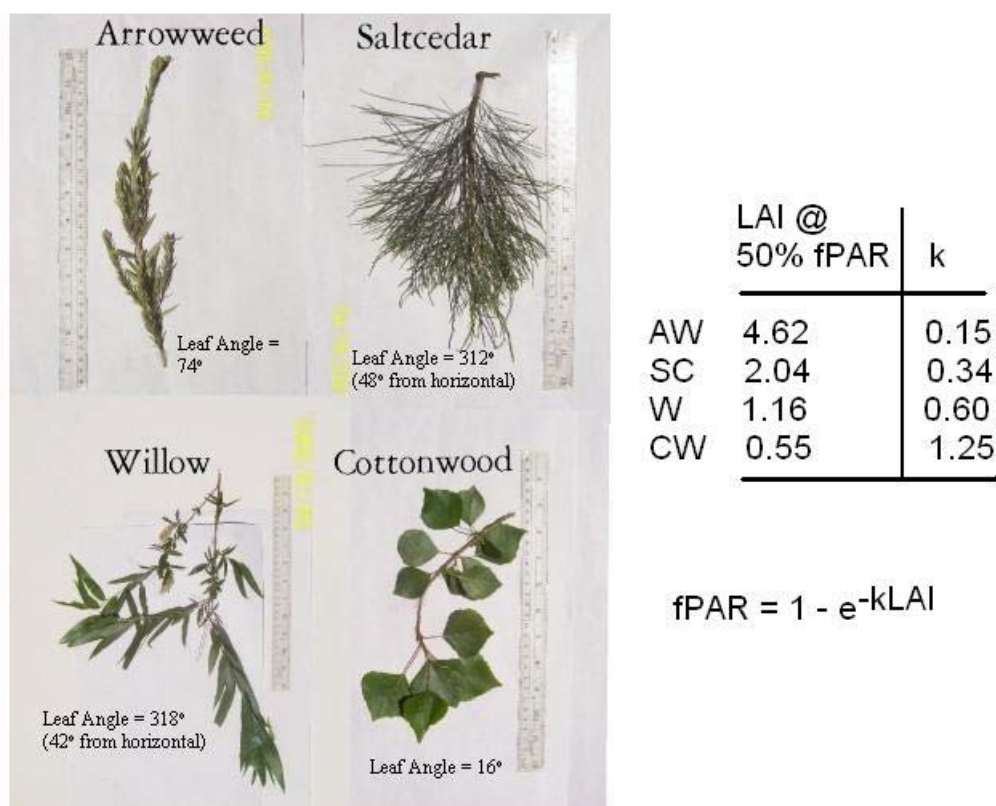 Arrowweed
Saltcedar
Leaf Angle =
74°
Leaf Angle = 312°
(48° from horizontal)
Willow
Cottonwood
Leaf Angle = 318°
(42° from horizontal)
Leaf Angle = 16°
LAI @
50% fPAR k
AW 4.62 0.15
SC 2.04 0.34
W 1.16 0.60
CW 0.55 1.25
fPAR = 1 - e^-kLAI